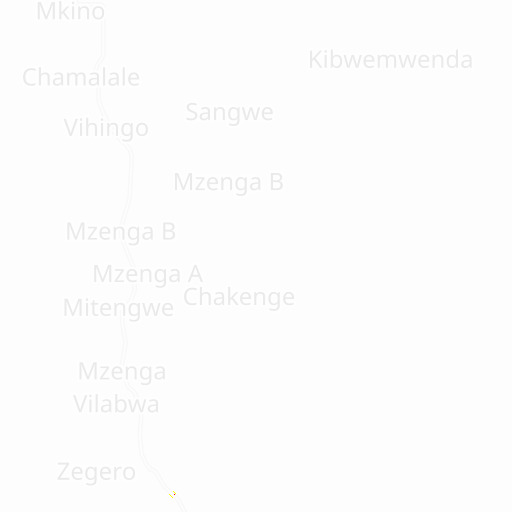 Mkino
Kibwemwenda
Chamalale
Sangwe
Vihingo
Mzenga B
Mzenga B
Mzenga A
Chakenge
Mitengwe
Mzenga
Vilabwa
Zegero